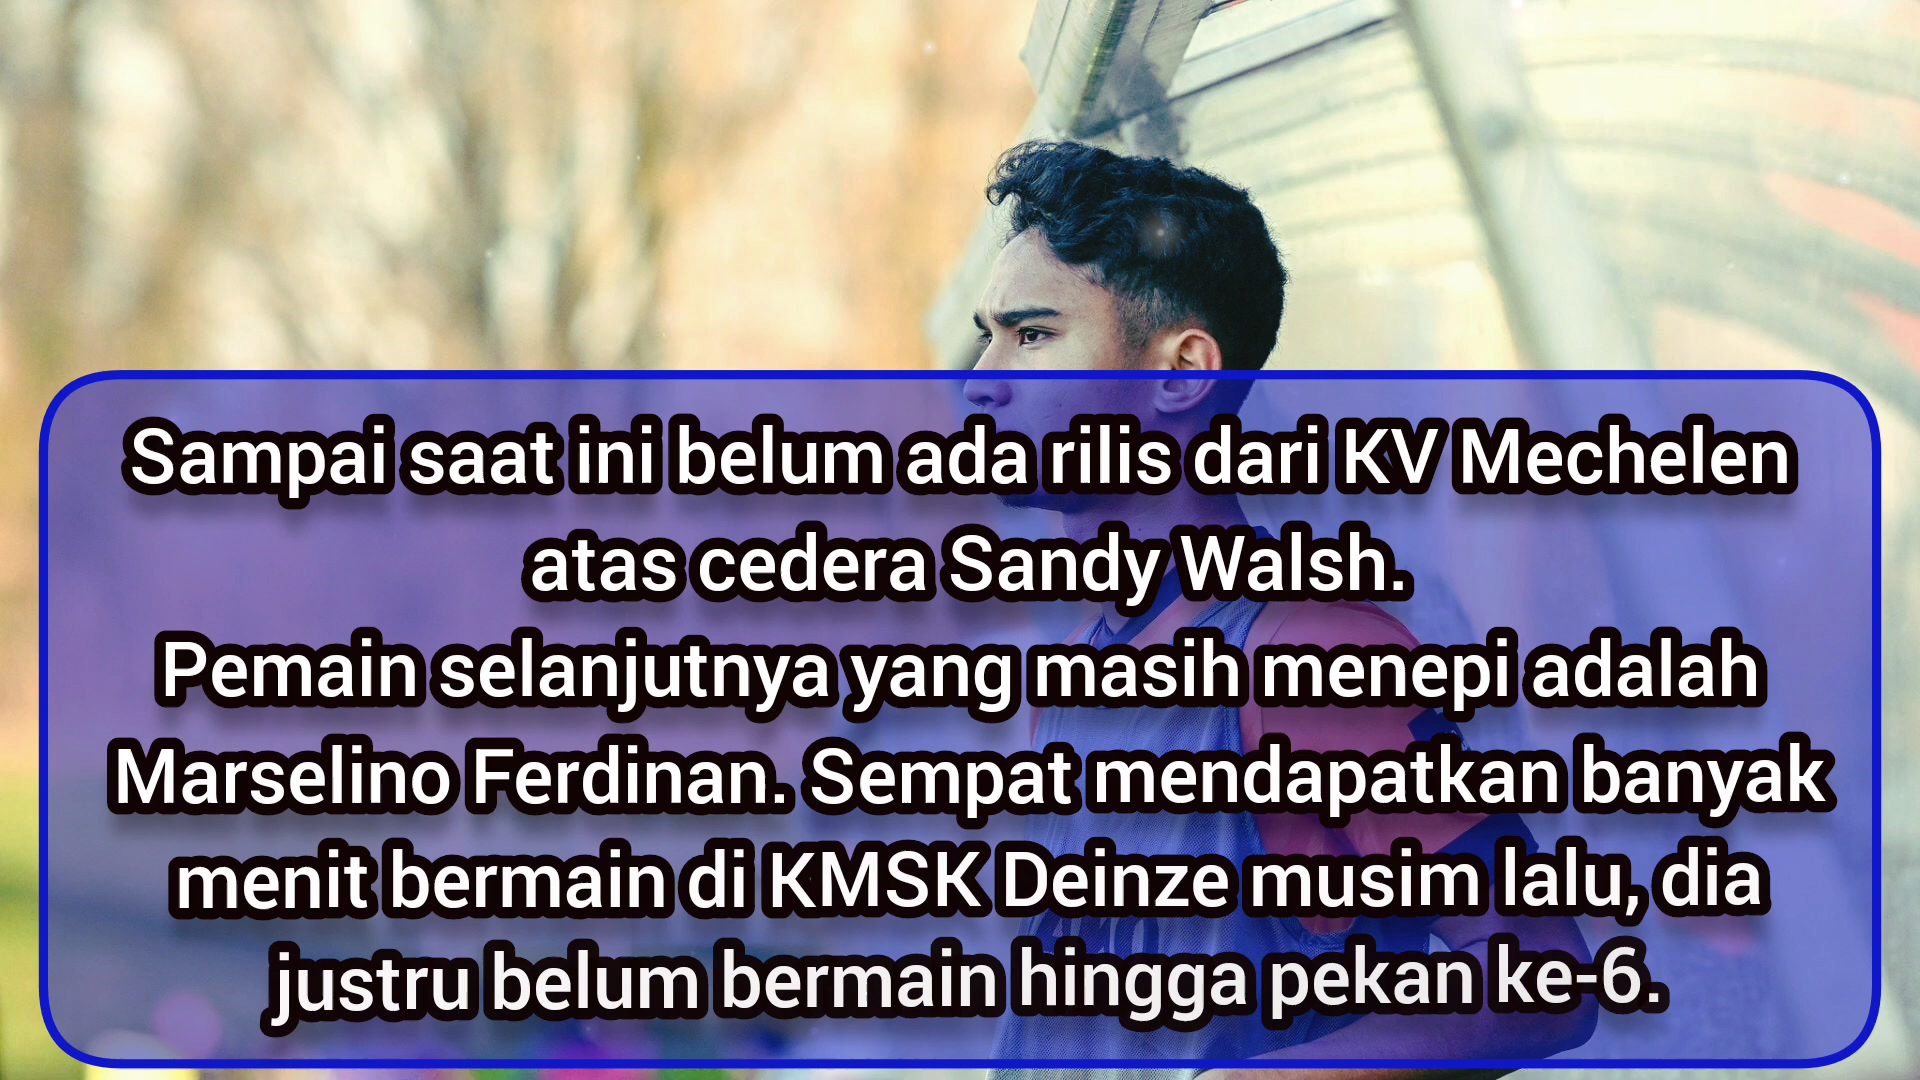 Sampai saat ini belum ada rilis dari KV Mechelen
atas cedera Sandy Walsh.
Pemain selanjutnya yang masih menepi adalah
Marselino Ferdinan. Sempat mendapatkan banyak
menit bermain di KMSK Deinze musim lalu, dia
justru belum bermain hingga pekan ke-6.